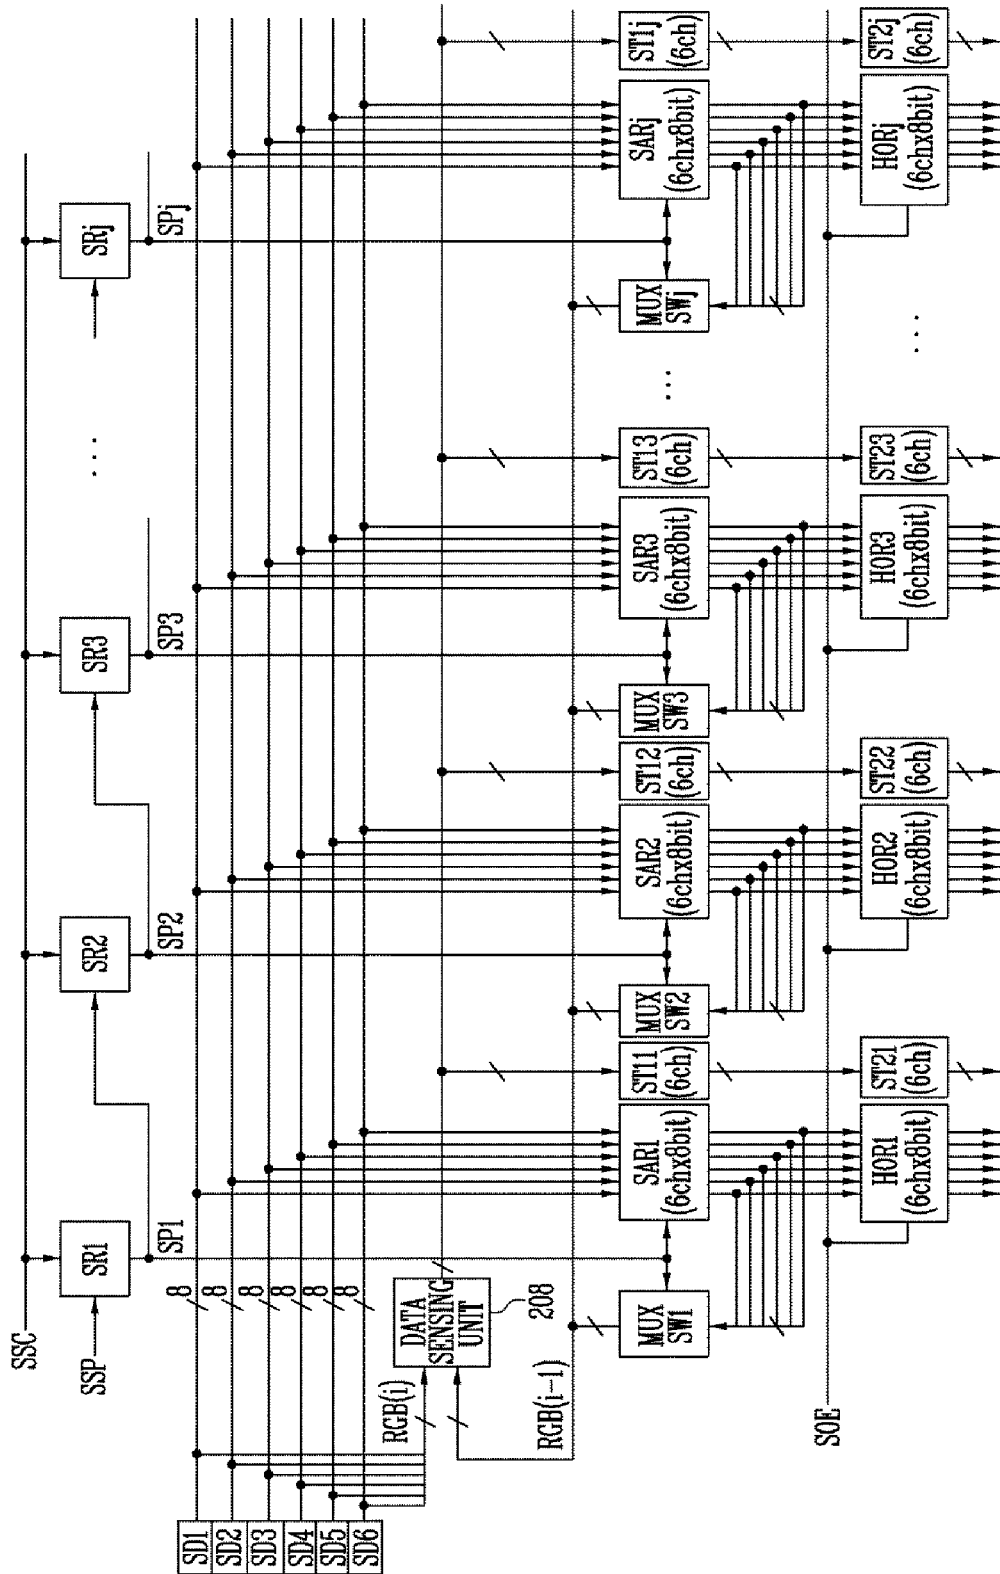 SSC
SSP
SR1
SR2
SR3
. . .
SRj
SP1
SP2
SP3
SPj
SD1
SD2
SD3
SD4
SD5
SD6
8
8
8
8
8
8
RGB(i)
RGB(i-1)
DATA
SENSING
UNIT
208
MUX
SW1
SAR1
(6chx8bit)
ST11
(6ch)
MUX
SW2
SAR2
(6chx8bit)
ST12
(6ch)
MUX
SW3
SAR3
(6chx8bit)
ST13
(6ch)
. . .
MUX
SWj
SARj
(6chx8bit)
ST1j
(6ch)
SOE
HOR1
(6chx8bit)
ST21
(6ch)
HOR2
(6chx8bit)
ST22
(6ch)
HOR3
(6chx8bit)
ST23
(6ch)
. . .
HORj
(6chx8bit)
ST2j
(6ch)